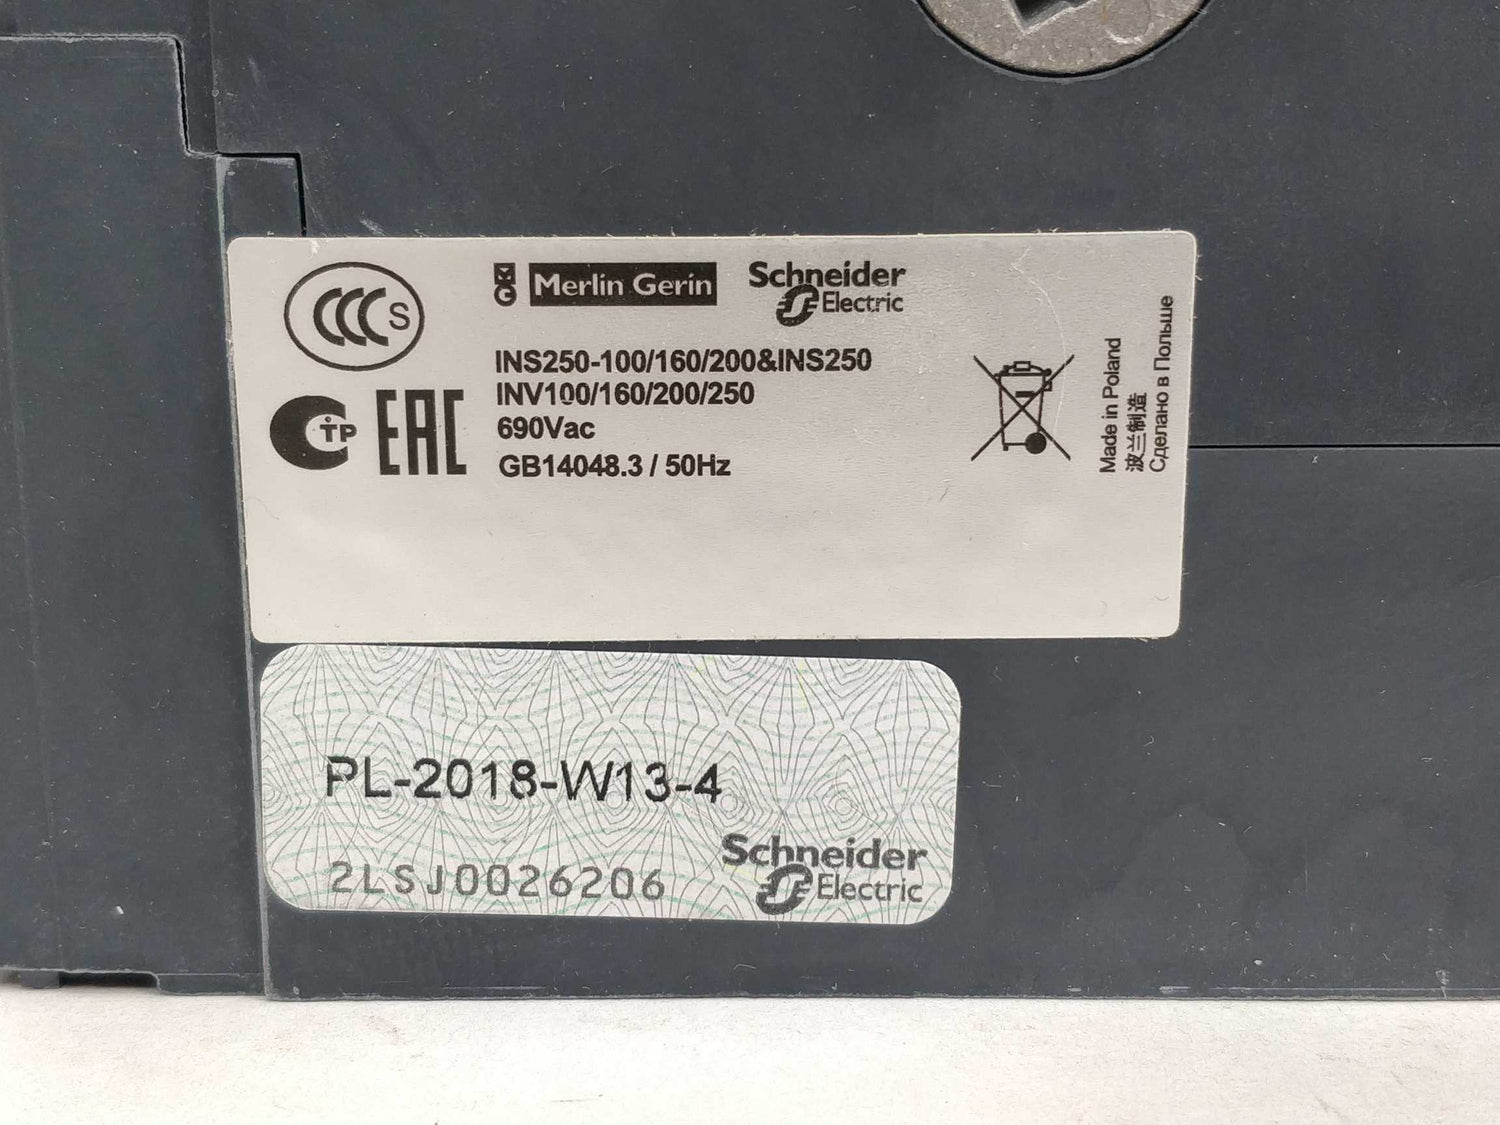 CCC S
Merlin Gerin
Schneider
Electric
INS250-100/160/200&INS250
INV100/160/200/250
690Vac
GB14048.3 / 50Hz
TP
EAC
Made in Poland
波兰制造
Сделано в Польше
PL-2018-W13-4
2LSJ0026206
Schneider
Electric